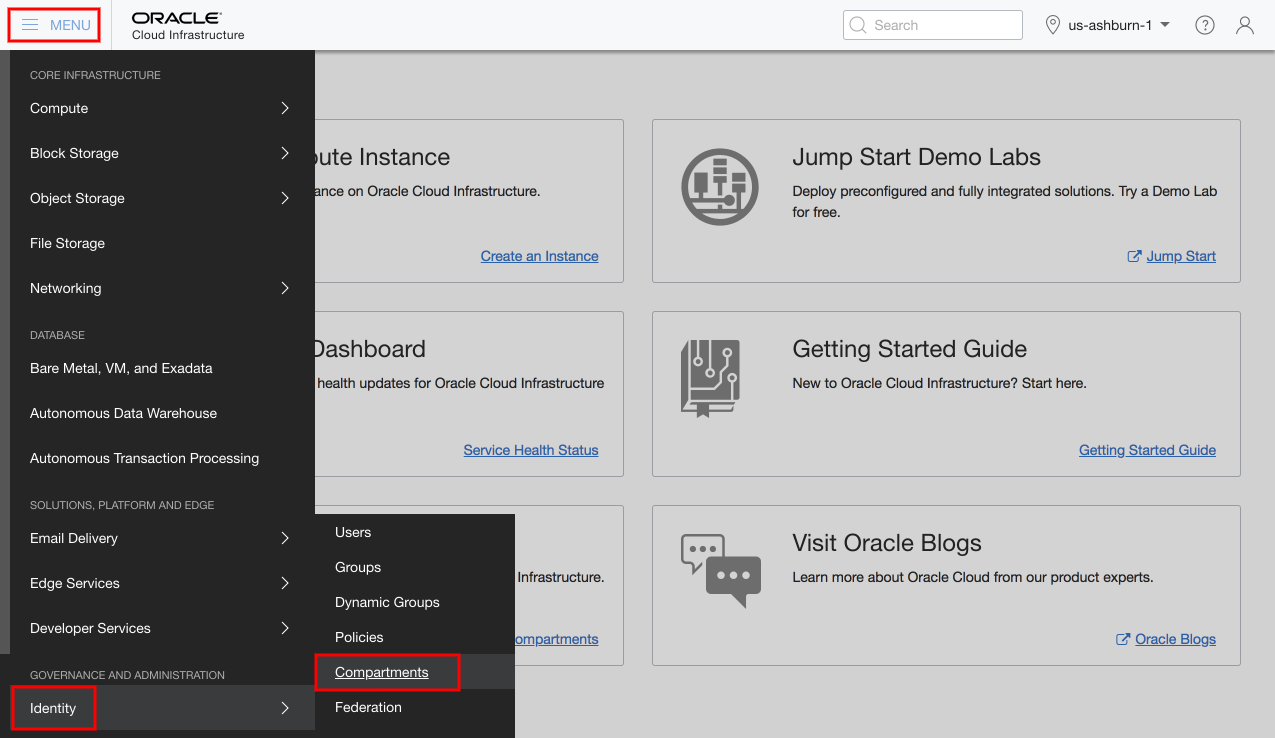 MENU
ORACLE
Cloud Infrastructure
Search
us-ashburn-1
?
CORE INFRASTRUCTURE
Compute
Block Storage
Object Storage
File Storage
Networking
DATABASE
Bare Metal, VM, and Exadata
Autonomous Data Warehouse
Autonomous Transaction Processing
SOLUTIONS, PLATFORM AND EDGE
Email Delivery
Edge Services
Developer Services
GOVERNANCE AND ADMINISTRATION
Identity
Users
Groups
Dynamic Groups
Policies
Compartments
Federation
Instance
on Oracle Cloud Infrastructure.
Create an Instance
Jump Start Demo Labs
Deploy preconfigured and fully integrated solutions. Try a Demo Lab
for free.
Jump Start
Dashboard
health updates for Oracle Cloud Infrastructure
Service Health Status
Getting Started Guide
New to Oracle Cloud Infrastructure? Start here.
Getting Started Guide
Infrastructure.
ompartments
Visit Oracle Blogs
Learn more about Oracle Cloud from our product experts.
Oracle Blogs